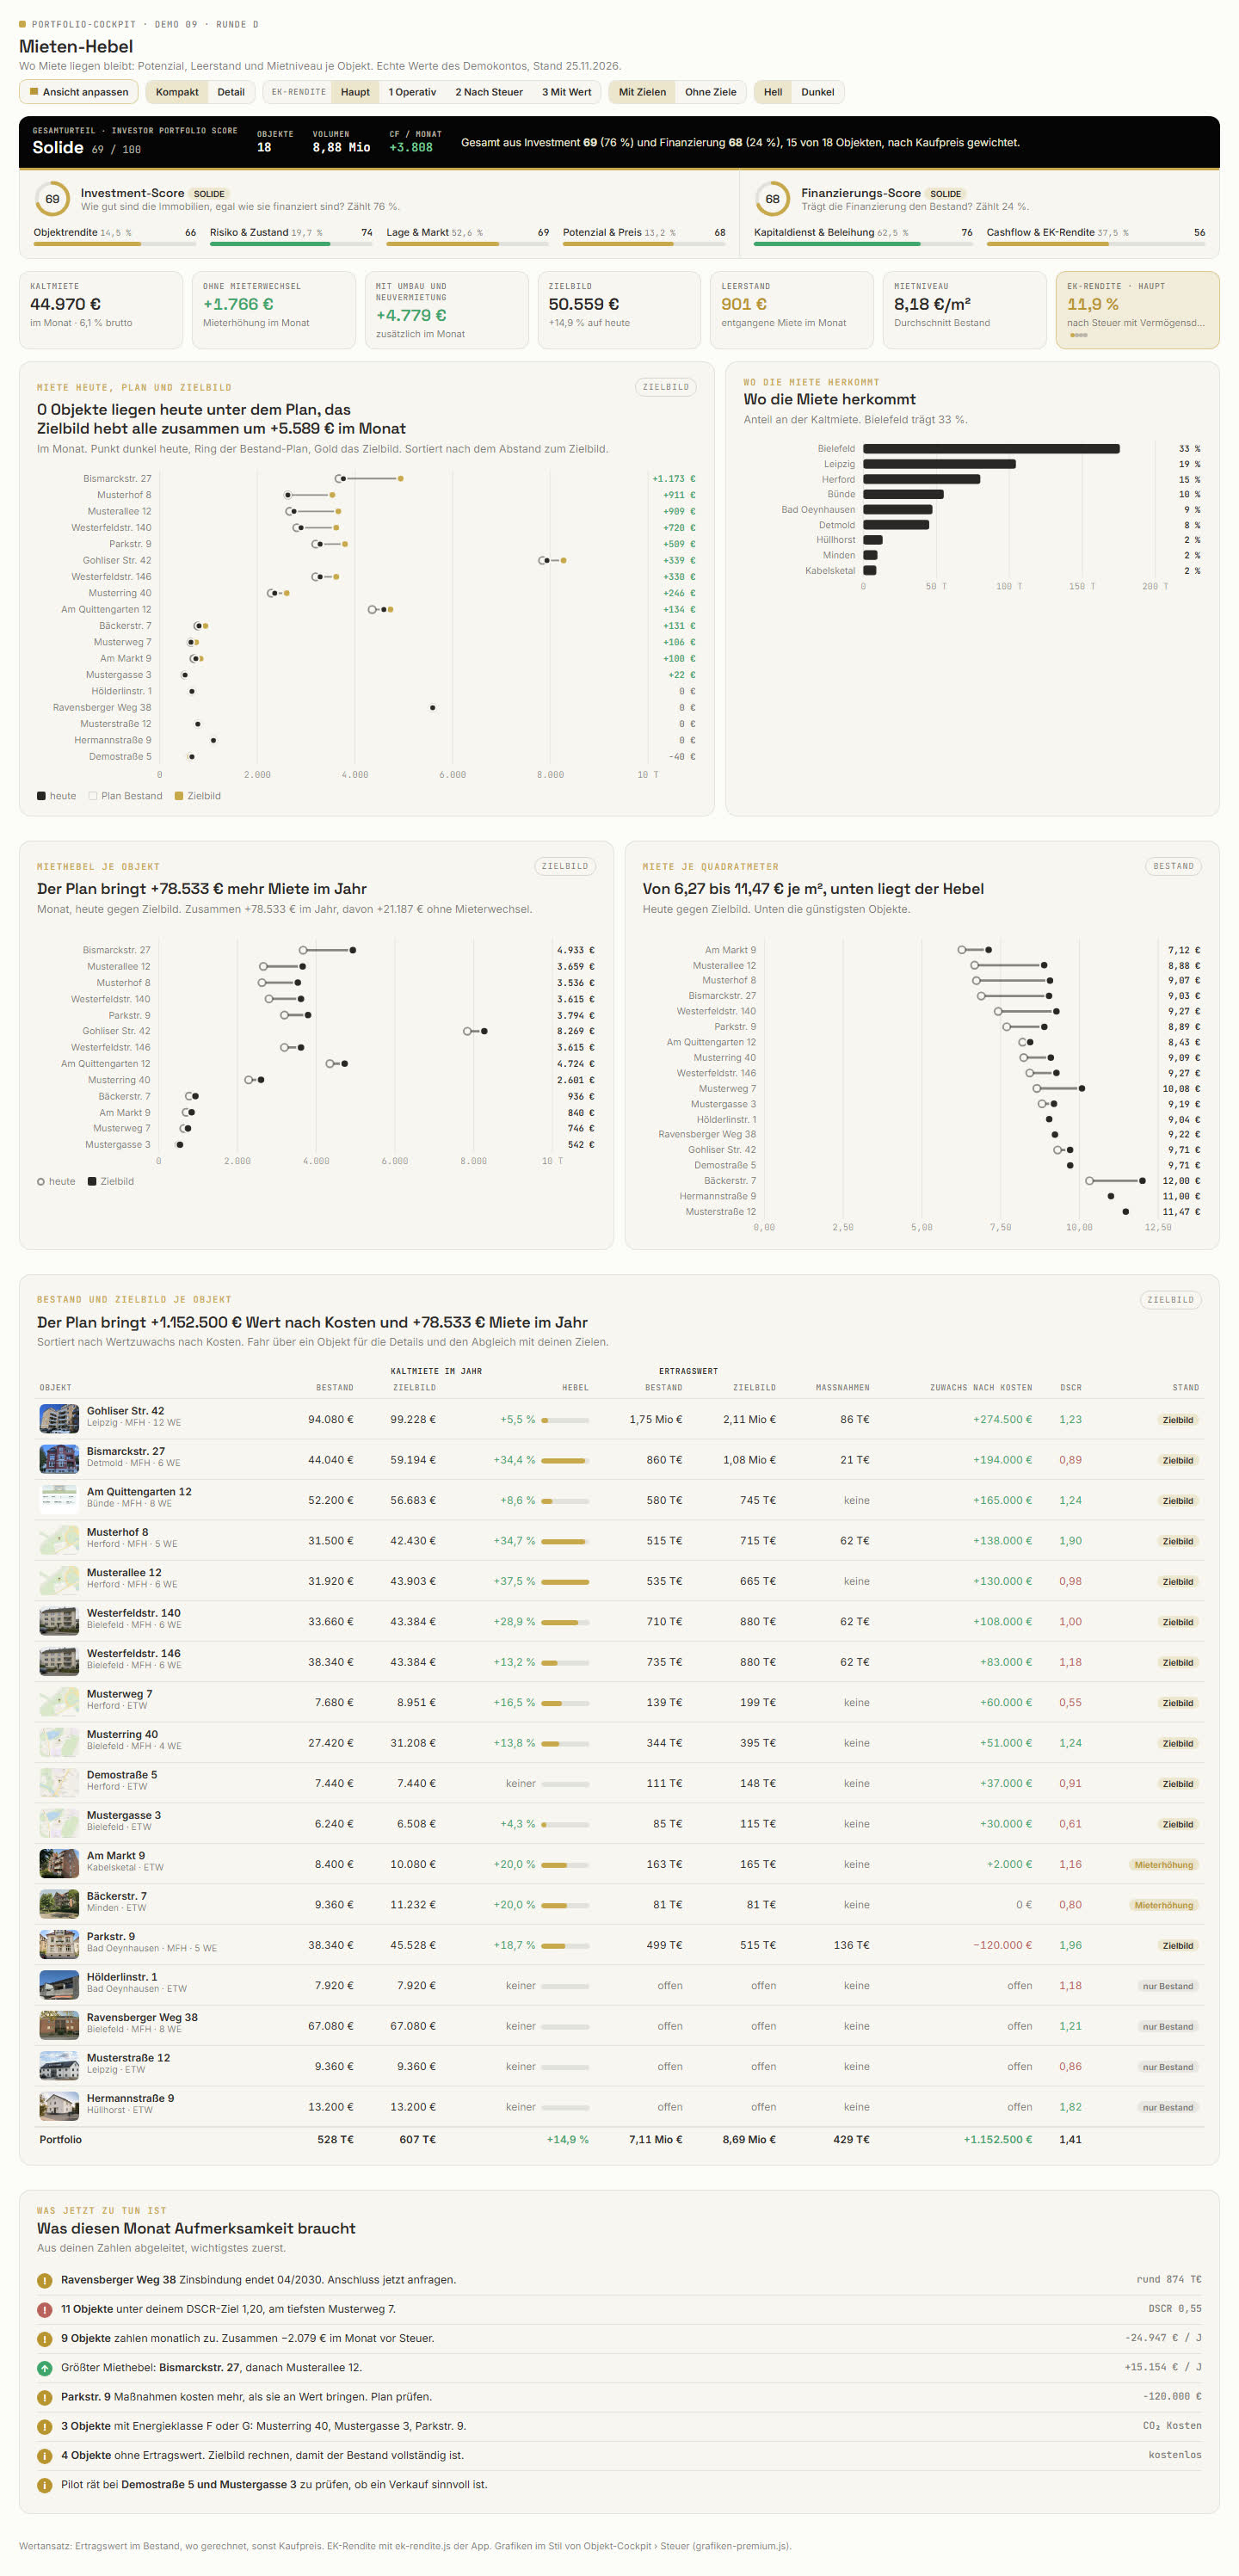 PORTFOLIO-COCKPIT · DEMO 09 · RUNDE D
Mieten-Hebel
Wo Miete liegen bleibt: Potenzial, Leerstand und Mietniveau je Objekt. Echte Werte des Demokontos, Stand 25.11.2026.
Ansicht anpassen Kompakt Detail EK-RENDITE Haupt 1 Operativ 2 Nach Steuer 3 Mit Wert Mit Zielen Ohne Ziele Hell Dunkel
GESAMTURTEIL · INVESTOR PORTFOLIO SCORE
Solide 69 / 100
OBJEKTE
18
VOLUMEN
8,88 Mio
CF / MONAT
+3.808
Gesamt aus Investment 69 (76 %) und Finanzierung 68 (24 %), 15 von 18 Objekten, nach Kaufpreis gewichtet.
69
Investment-Score SOLIDE
Wie gut sind die Immobilien, egal wie sie finanziert sind? Zählt 76 %.
Objektrendite 14,5 % 66
Risiko & Zustand 19,7 % 74
Lage & Markt 52,6 % 69
Potenzial & Preis 13,2 % 68
68
Finanzierungs-Score SOLIDE
Trägt die Finanzierung den Bestand? Zählt 24 %.
Kapitaldienst & Beleihung 62,5 % 76
Cashflow & EK-Rendite 37,5 % 56
KALTMIETE
44.970 €
im Monat · 6,1 % brutto
OHNE MIETERWECHSEL
+1.766 €
Mieterhöhung im Monat
MIT UMBAU UND
NEUVERMIETUNG
+4.779 €
zusätzlich im Monat
ZIELBILD
50.559 €
+14,9 % auf heute
LEERSTAND
901 €
entgangene Miete im Monat
MIETNIVEAU
8,18 €/m²
Durchschnitt Bestand
EK-RENDITE · HAUPT
11,9 %
nach Steuer mit Vermögensd...
MIETE HEUTE, PLAN UND ZIELBILD
ZIELBILD
0 Objekte liegen heute unter dem Plan, das
Zielbild hebt alle zusammen um +5.589 € im Monat
Im Monat. Punkt dunkel heute, Ring der Bestand-Plan, Gold das Zielbild. Sortiert nach dem Abstand zum Zielbild.
Bismarckstr. 27 +1.173 €
Musterhof 8 +911 €
Musterallee 12 +909 €
Westerfeldstr. 140 +720 €
Parkstr. 9 +509 €
Gohliser Str. 42 +339 €
Westerfeldstr. 146 +330 €
Musterring 40 +246 €
Am Quittengarten 12 +134 €
Bäckerstr. 7 +131 €
Musterweg 7 +106 €
Am Markt 9 +100 €
Mustergasse 3 +22 €
Hölderlinstr. 1 0 €
Ravensberger Weg 38 0 €
Musterstraße 12 0 €
Hermannstraße 9 0 €
Demostraße 5 -40 €
0 2.000 4.000 6.000 8.000 10 T
heute Plan Bestand Zielbild
WO DIE MIETE HERKOMMT
Wo die Miete herkommt
Anteil an der Kaltmiete. Bielefeld trägt 33 %.
Bielefeld 33 %
Leipzig 19 %
Herford 15 %
Bünde 10 %
Bad Oeynhausen 9 %
Detmold 8 %
Hüllhorst 2 %
Minden 2 %
Kabelsketal 2 %
0 50 T 100 T 150 T 200 T
MIETHEBEL JE OBJEKT
ZIELBILD
Der Plan bringt +78.533 € mehr Miete im Jahr
Monat, heute gegen Zielbild. Zusammen +78.533 € im Jahr, davon +21.187 € ohne Mieterwechsel.
Bismarckstr. 27 4.933 €
Musterallee 12 3.659 €
Musterhof 8 3.536 €
Westerfeldstr. 140 3.615 €
Parkstr. 9 3.794 €
Gohliser Str. 42 8.269 €
Westerfeldstr. 146 3.615 €
Am Quittengarten 12 4.724 €
Musterring 40 2.601 €
Bäckerstr. 7 936 €
Am Markt 9 840 €
Musterweg 7 746 €
Mustergasse 3 542 €
0 2.000 4.000 6.000 8.000 10 T
heute Zielbild
MIETE JE QUADRATMETER
BESTAND
Von 6,27 bis 11,47 € je m², unten liegt der Hebel
Heute gegen Zielbild. Unten die günstigsten Objekte.
Am Markt 9 7,12 €
Musterallee 12 8,88 €
Musterhof 8 9,07 €
Bismarckstr. 27 9,03 €
Westerfeldstr. 140 9,27 €
Parkstr. 9 8,89 €
Am Quittengarten 12 8,43 €
Musterring 40 9,09 €
Westerfeldstr. 146 9,27 €
Musterweg 7 10,08 €
Mustergasse 3 9,19 €
Hölderlinstr. 1 9,04 €
Ravensberger Weg 38 9,22 €
Gohliser Str. 42 9,71 €
Demostraße 5 9,71 €
Bäckerstr. 7 12,00 €
Hermannstraße 9 11,00 €
Musterstraße 12 11,47 €
0,00 2,50 5,00 7,50 10,00 12,50
BESTAND UND ZIELBILD JE OBJEKT
ZIELBILD
Der Plan bringt +1.152.500 € Wert nach Kosten und +78.533 € Miete im Jahr
Sortiert nach Wertzuwachs nach Kosten. Fahr über ein Objekt für die Details und den Abgleich mit deinen Zielen.
KALTMIETE IM JAHR ERTRAGSWERT
OBJEKT BESTAND ZIELBILD HEBEL BESTAND ZIELBILD MASSNAHMEN ZUWACHS NACH KOSTEN DSCR STAND
Gohliser Str. 42
Leipzig · MFH · 12 WE
94.080 € 99.228 € +5,5 % 1,75 Mio € 2,11 Mio € 86 T€ +274.500 € 1,23 Zielbild
Bismarckstr. 27
Detmold · MFH · 6 WE
44.040 € 59.194 € +34,4 % 860 T€ 1,08 Mio € 21 T€ +194.000 € 0,89 Zielbild
Am Quittengarten 12
Bünde · MFH · 8 WE
52.200 € 56.683 € +8,6 % 580 T€ 745 T€ keine +165.000 € 1,24 Zielbild
Musterhof 8
Herford · MFH · 5 WE
31.500 € 42.430 € +34,7 % 515 T€ 715 T€ 62 T€ +138.000 € 1,90 Zielbild
Musterallee 12
Herford · MFH · 6 WE
31.920 € 43.903 € +37,5 % 535 T€ 665 T€ keine +130.000 € 0,98 Zielbild
Westerfeldstr. 140
Bielefeld · MFH · 6 WE
33.660 € 43.384 € +28,9 % 710 T€ 880 T€ 62 T€ +108.000 € 1,00 Zielbild
Westerfeldstr. 146
Bielefeld · MFH · 6 WE
38.340 € 43.384 € +13,2 % 735 T€ 880 T€ 62 T€ +83.000 € 1,18 Zielbild
Musterweg 7
Herford · ETW
7.680 € 8.951 € +16,5 % 139 T€ 199 T€ keine +60.000 € 0,55 Zielbild
Musterring 40
Bielefeld · MFH · 4 WE
27.420 € 31.208 € +13,8 % 344 T€ 395 T€ keine +51.000 € 1,24 Zielbild
Demostraße 5
Herford · ETW
7.440 € 7.440 € keiner 111 T€ 148 T€ keine +37.000 € 0,91 Zielbild
Mustergasse 3
Bielefeld · ETW
6.240 € 6.508 € +4,3 % 85 T€ 115 T€ keine +30.000 € 0,61 Zielbild
Am Markt 9
Kabelsketal · ETW
8.400 € 10.080 € +20,0 % 163 T€ 165 T€ keine +2.000 € 1,16 Mieterhöhung
Bäckerstr. 7
Minden · ETW
9.360 € 11.232 € +20,0 % 81 T€ 81 T€ keine 0 € 0,80 Mieterhöhung
Parkstr. 9
Bad Oeynhausen · MFH · 5 WE
38.340 € 45.528 € +18,7 % 499 T€ 515 T€ 136 T€ −120.000 € 1,96 Zielbild
Hölderlinstr. 1
Bad Oeynhausen · ETW
7.920 € 7.920 € keiner offen offen keine offen 1,18 nur Bestand
Ravensberger Weg 38
Bielefeld · MFH · 8 WE
67.080 € 67.080 € keiner offen offen keine offen 1,21 nur Bestand
Musterstraße 12
Leipzig · ETW
9.360 € 9.360 € keiner offen offen keine offen 0,86 nur Bestand
Hermannstraße 9
Hüllhorst · ETW
13.200 € 13.200 € keiner offen offen keine offen 1,82 nur Bestand
Portfolio 528 T€ 607 T€ +14,9 % 7,11 Mio € 8,69 Mio € 429 T€ +1.152.500 € 1,41
WAS JETZT ZU TUN IST
Was diesen Monat Aufmerksamkeit braucht
Aus deinen Zahlen abgeleitet, wichtigstes zuerst.
! Ravensberger Weg 38 Zinsbindung endet 04/2030. Anschluss jetzt anfragen. rund 874 T€
! 11 Objekte unter deinem DSCR-Ziel 1,20, am tiefsten Musterweg 7. DSCR 0,55
! 9 Objekte zahlen monatlich zu. Zusammen −2.079 € im Monat vor Steuer. -24.947 € / J
Größter Miethebel: Bismarckstr. 27, danach Musterallee 12. +15.154 € / J
! Parkstr. 9 Maßnahmen kosten mehr, als sie an Wert bringen. Plan prüfen. -120.000 €
! 3 Objekte mit Energieklasse F oder G: Musterring 40, Mustergasse 3, Parkstr. 9. CO₂ Kosten
i 4 Objekte ohne Ertragswert. Zielbild rechnen, damit der Bestand vollständig ist. kostenlos
i Pilot rät bei Demostraße 5 und Mustergasse 3 zu prüfen, ob ein Verkauf sinnvoll ist.
Wertansatz: Ertragswert im Bestand, wo gerechnet, sonst Kaufpreis. EK-Rendite mit ek-rendite.js der App. Grafiken im Stil von Objekt-Cockpit › Steuer (grafiken-premium.js).